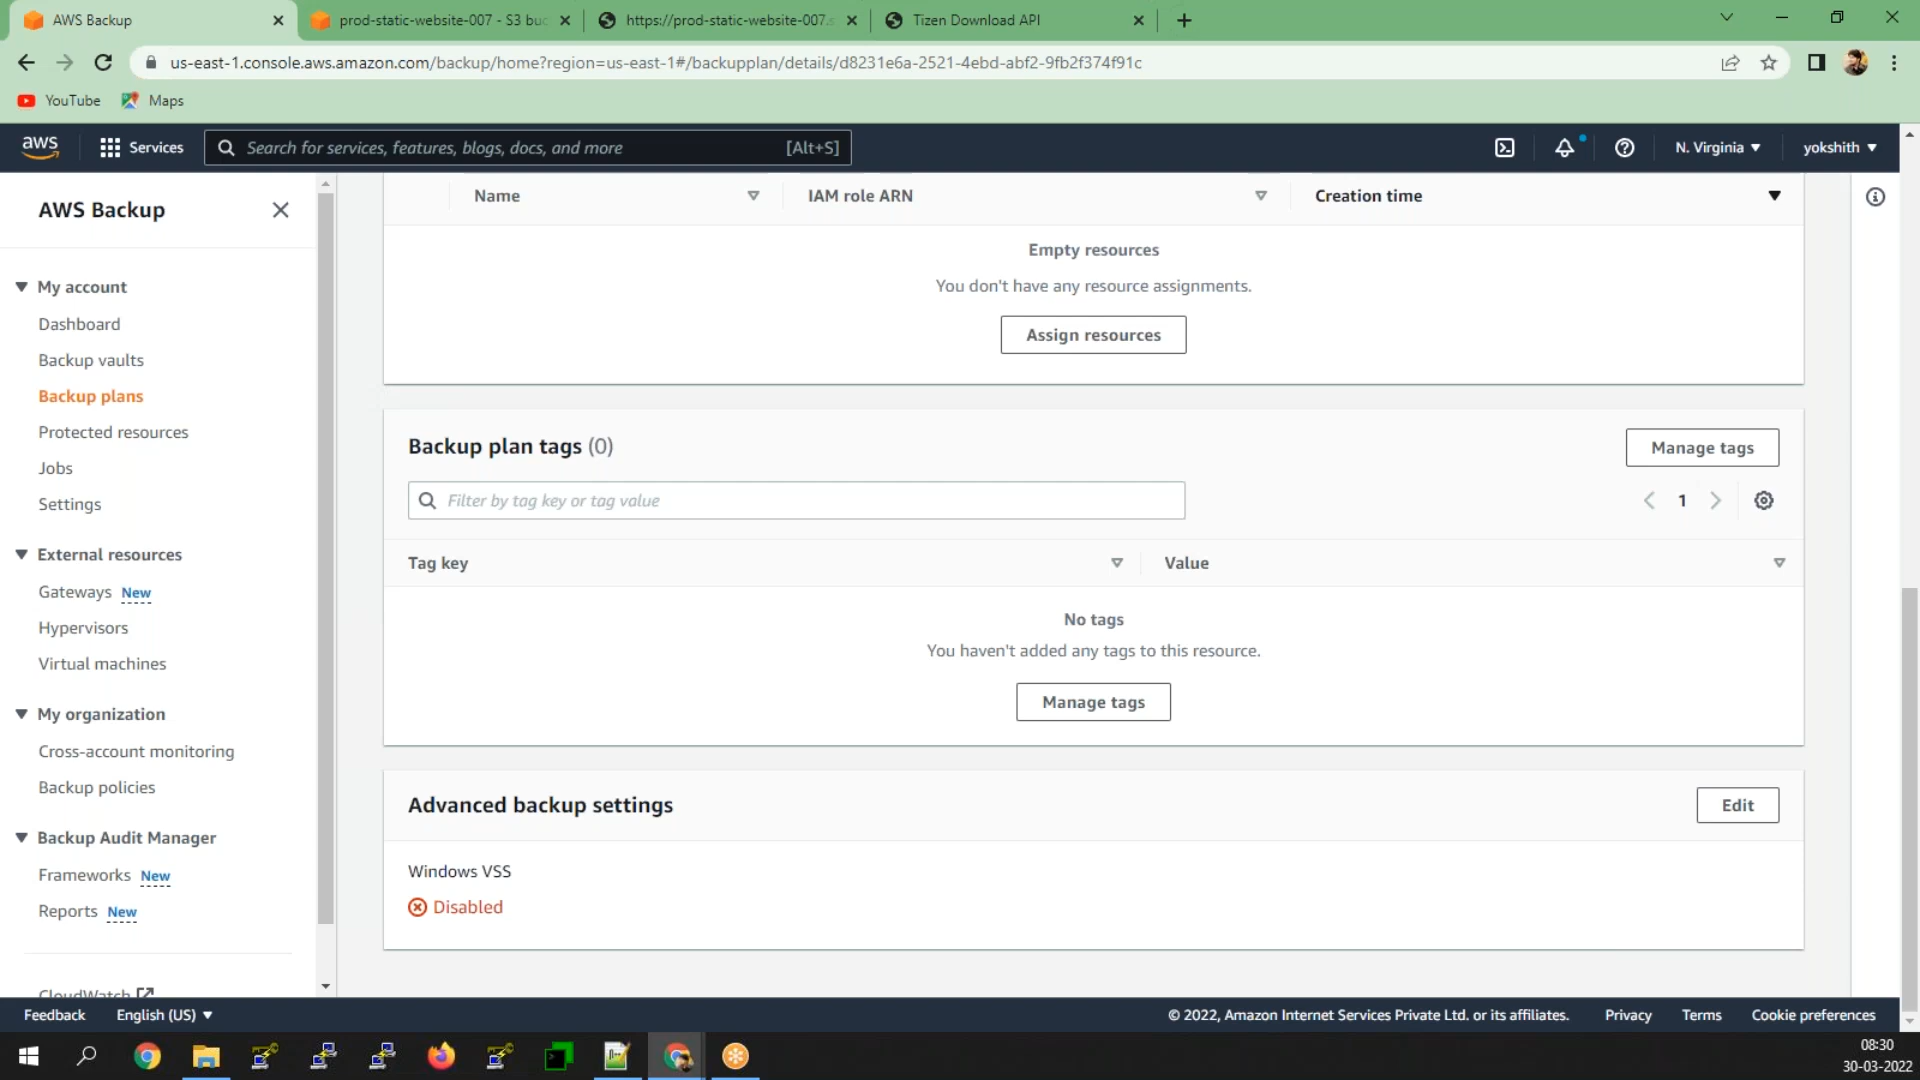 AWS Backup
prod-static-website-007 - S3 buc
https://prod-static-website-007.s
Tizen Download API
us-east-1.console.aws.amazon.com/backup/home?region=us-east-1#/backupplan/details/d8231e6a-2521-4ebd-abf2-9fb2f374f91c
YouTube
Maps
aws
Services
Search for services, features, blogs, docs, and more
[Alt+S]
N. Virginia
yokshith
AWS Backup
My account
Dashboard
Backup vaults
Backup plans
Protected resources
Jobs
Settings
External resources
Gateways New
Hypervisors
Virtual machines
My organization
Cross-account monitoring
Backup policies
Backup Audit Manager
Frameworks New
Reports New
CloudWatch
Name
IAM role ARN
Creation time
Empty resources
You don't have any resource assignments.
Assign resources
Backup plan tags (0)
Manage tags
Filter by tag key or tag value
1
Tag key
Value
No tags
You haven't added any tags to this resource.
Manage tags
Advanced backup settings
Edit
Windows VSS
Disabled
Feedback
English (US)
© 2022, Amazon Internet Services Private Ltd. or its affiliates.
Privacy
Terms
Cookie preferences
08:30
30-03-2022